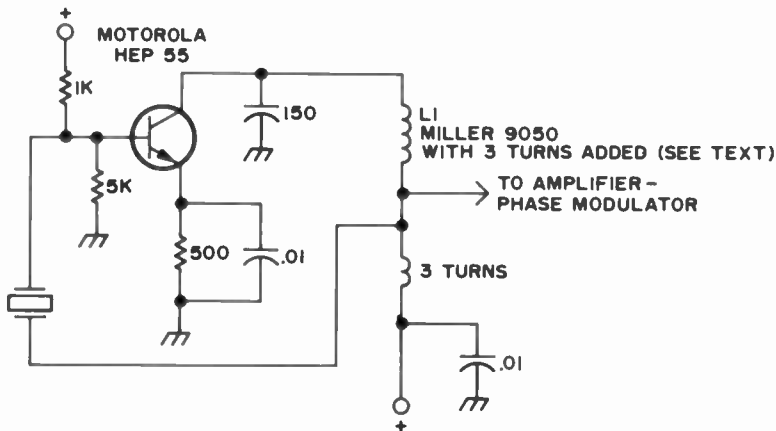 +
MOTOROLA
HEP 55
1K
150
L1
MILLER 9050
WITH 3 TURNS ADDED (SEE TEXT)
TO AMPLIFIER-
PHASE MODULATOR
5K
500
.01
3 TURNS
.01
+